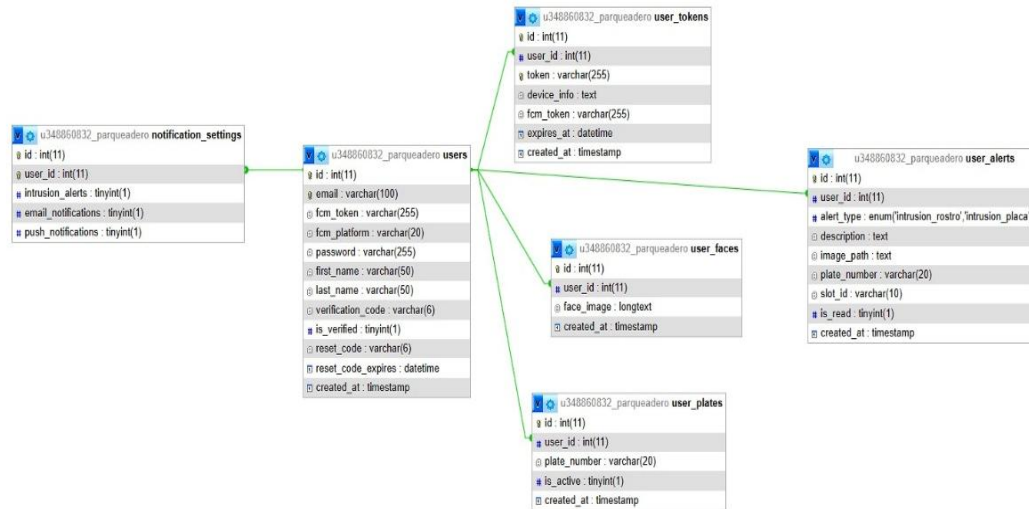 u348860832_parqueadero notification_settings
id : int(11)
user_id : int(11)
intrusion_alerts : tinyint(1)
email_notifications : tinyint(1)
push_notifications : tinyint(1)
u348860832_parqueadero users
id : int(11)
email : varchar(100)
fcm_token : varchar(255)
fcm_platform : varchar(20)
password : varchar(255)
first_name : varchar(50)
last_name : varchar(50)
verification_code : varchar(6)
is_verified : tinyint(1)
reset_code : varchar(6)
reset_code_expires : datetime
created_at : timestamp
u348860832_parqueadero user_tokens
id : int(11)
user_id : int(11)
token : varchar(255)
device_info : text
fcm_token : varchar(255)
expires_at : datetime
created_at : timestamp
u348860832_parqueadero user_faces
id : int(11)
user_id : int(11)
face_image : longtext
created_at : timestamp
u348860832_parqueadero user_plates
id : int(11)
user_id : int(11)
plate_number : varchar(20)
is_active : tinyint(1)
created_at : timestamp
u348860832_parqueadero user_alerts
id : int(11)
user_id : int(11)
alert_type : enum('intrusion_rostro','intrusion_placa'
description : text
image_path : text
plate_number : varchar(20)
slot_id : varchar(10)
is_read : tinyint(1)
created_at : timestamp